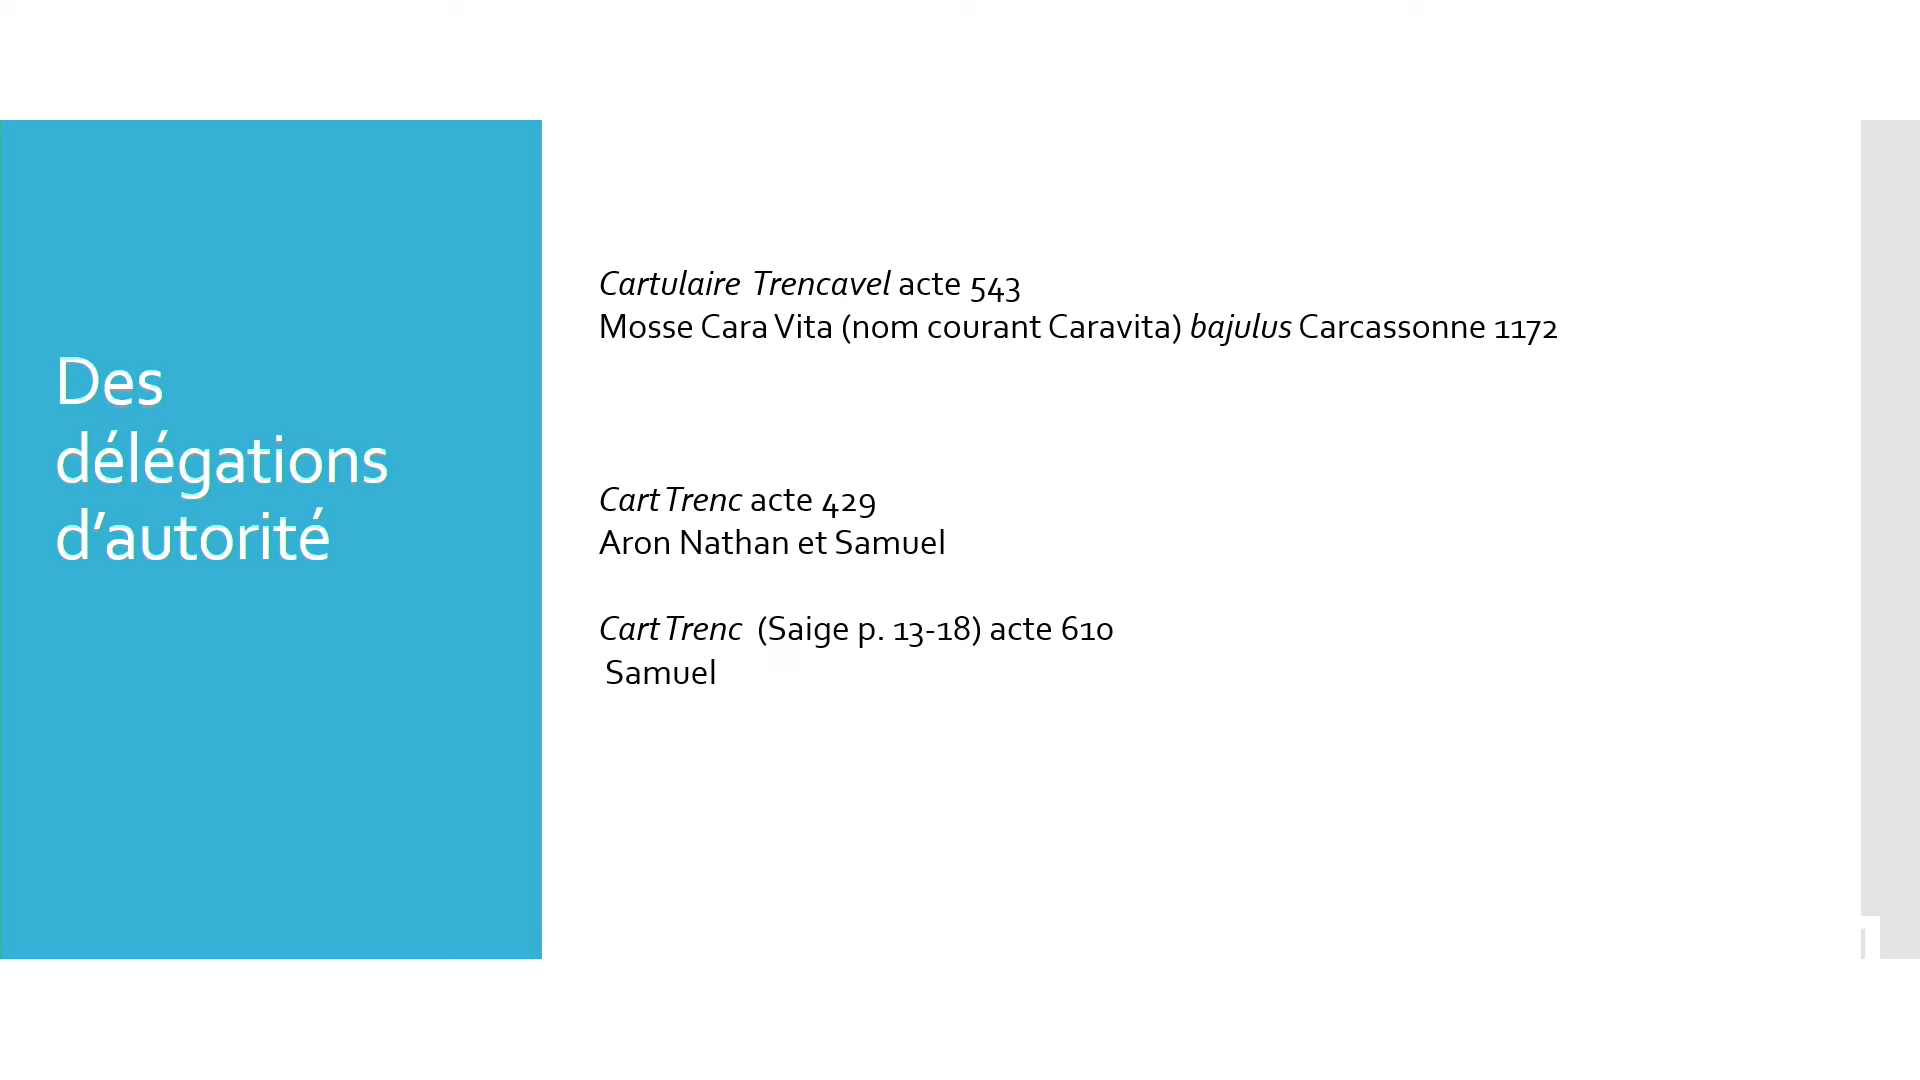 Des
délégations
d’autorité
Cartulaire Trencavel acte 543
Mosse Cara Vita (nom courant Caravita) bajulus Carcassonne 1172
Cart Trenc acte 429
Aron Nathan et Samuel
Cart Trenc (Saige p. 13-18) acte 610
Samuel